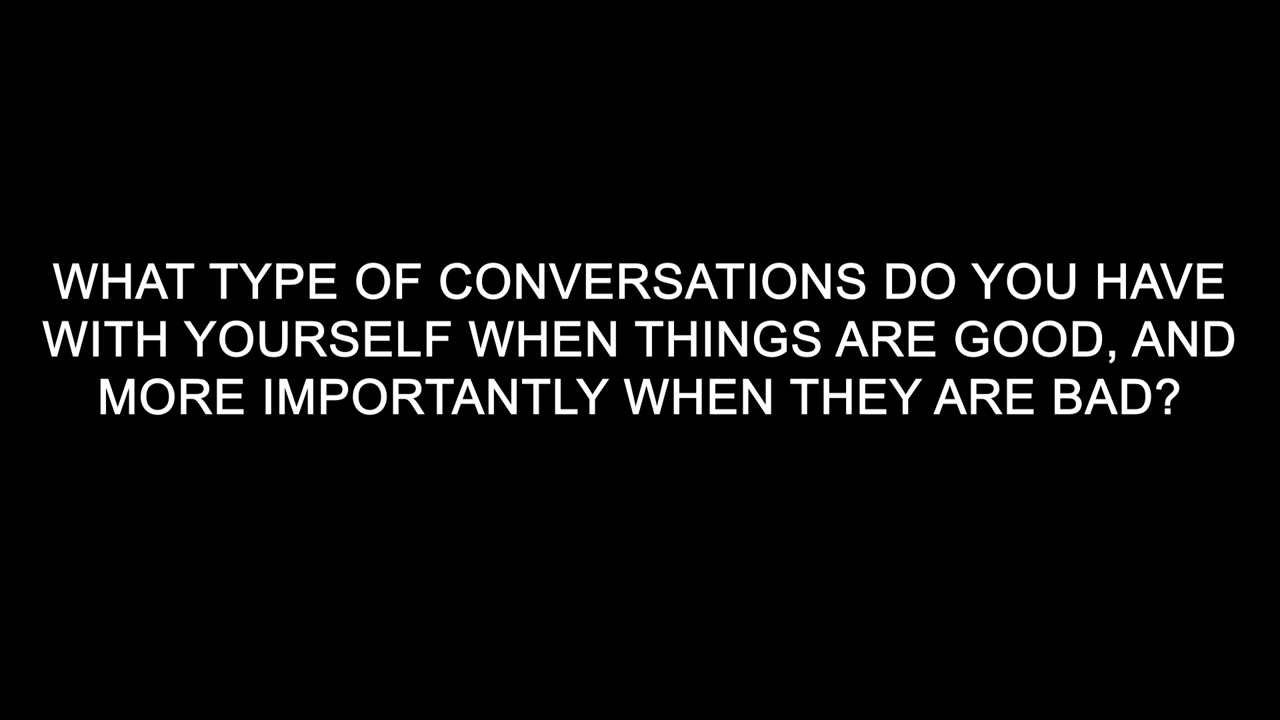 WHAT TYPE OF CONVERSATIONS DO YOU HAVE
WITH YOURSELF WHEN THINGS ARE GOOD, AND
MORE IMPORTANTLY WHEN THEY ARE BAD?